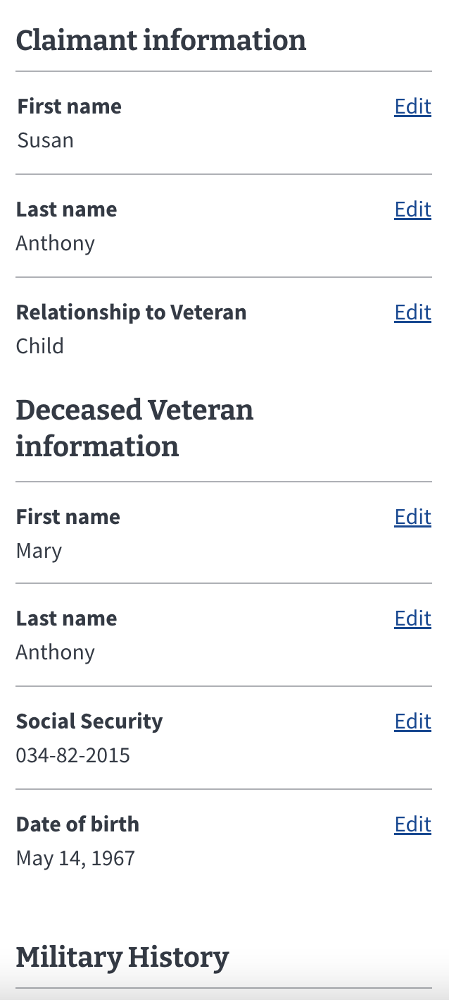 Claimant information
First name Edit
Susan
Last name Edit
Anthony
Relationship to Veteran Edit
Child
Deceased Veteran
information
First name Edit
Mary
Last name Edit
Anthony
Social Security Edit
034-82-2015
Date of birth Edit
May 14, 1967
Military History